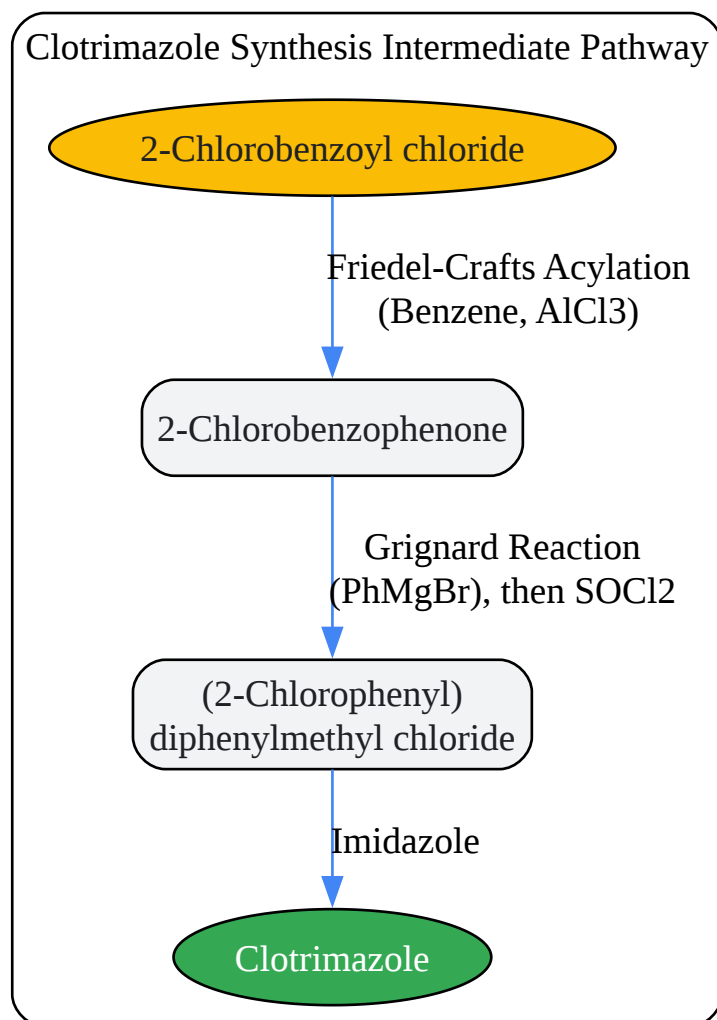 Clotrimazole Synthesis Intermediate Pathway
2-Chlorobenzoyl chloride
Friedel-Crafts Acylation
(Benzene, AlCl3)
2-Chlorobenzophenone
Grignard Reaction
(PhMgBr), then SOCl2
(2-Chlorophenyl)
diphenylmethyl chloride
Imidazole
Clotrimazole